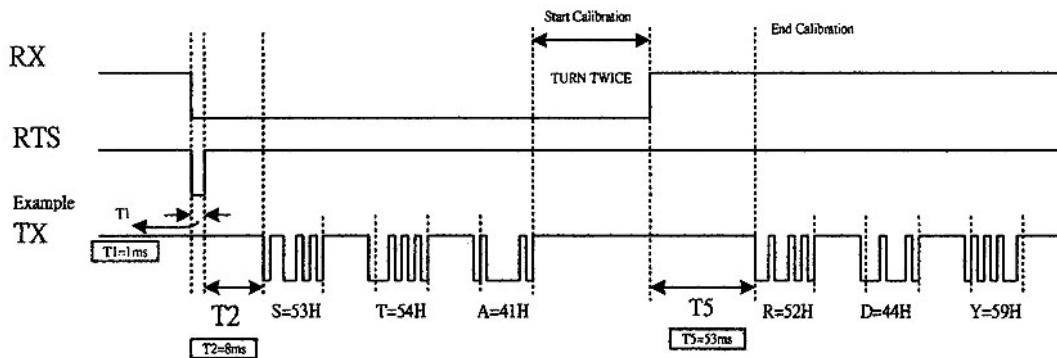 Start Calibration
End Calibration
RX
TURN TWICE
RTS
Example
T1
TX
T1=1ms
T2
S=53H
T=54H
A=41H
T5
R=52H
D=44H
Y=59H
T2=8ms
T5=53ms